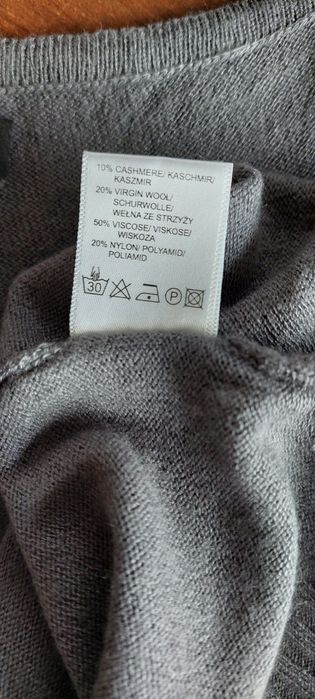 10% CASHMERE/ KASCHMIR/
KASZMIR
20% VIRGIN WOOL/
SCHURWOLLE/
WEŁNA ZE STRZYŻY
50% VISCOSE/ VISKOSE/
WISKOZA
20% NYLON/ POLYAMID/
POLIAMID
30 P